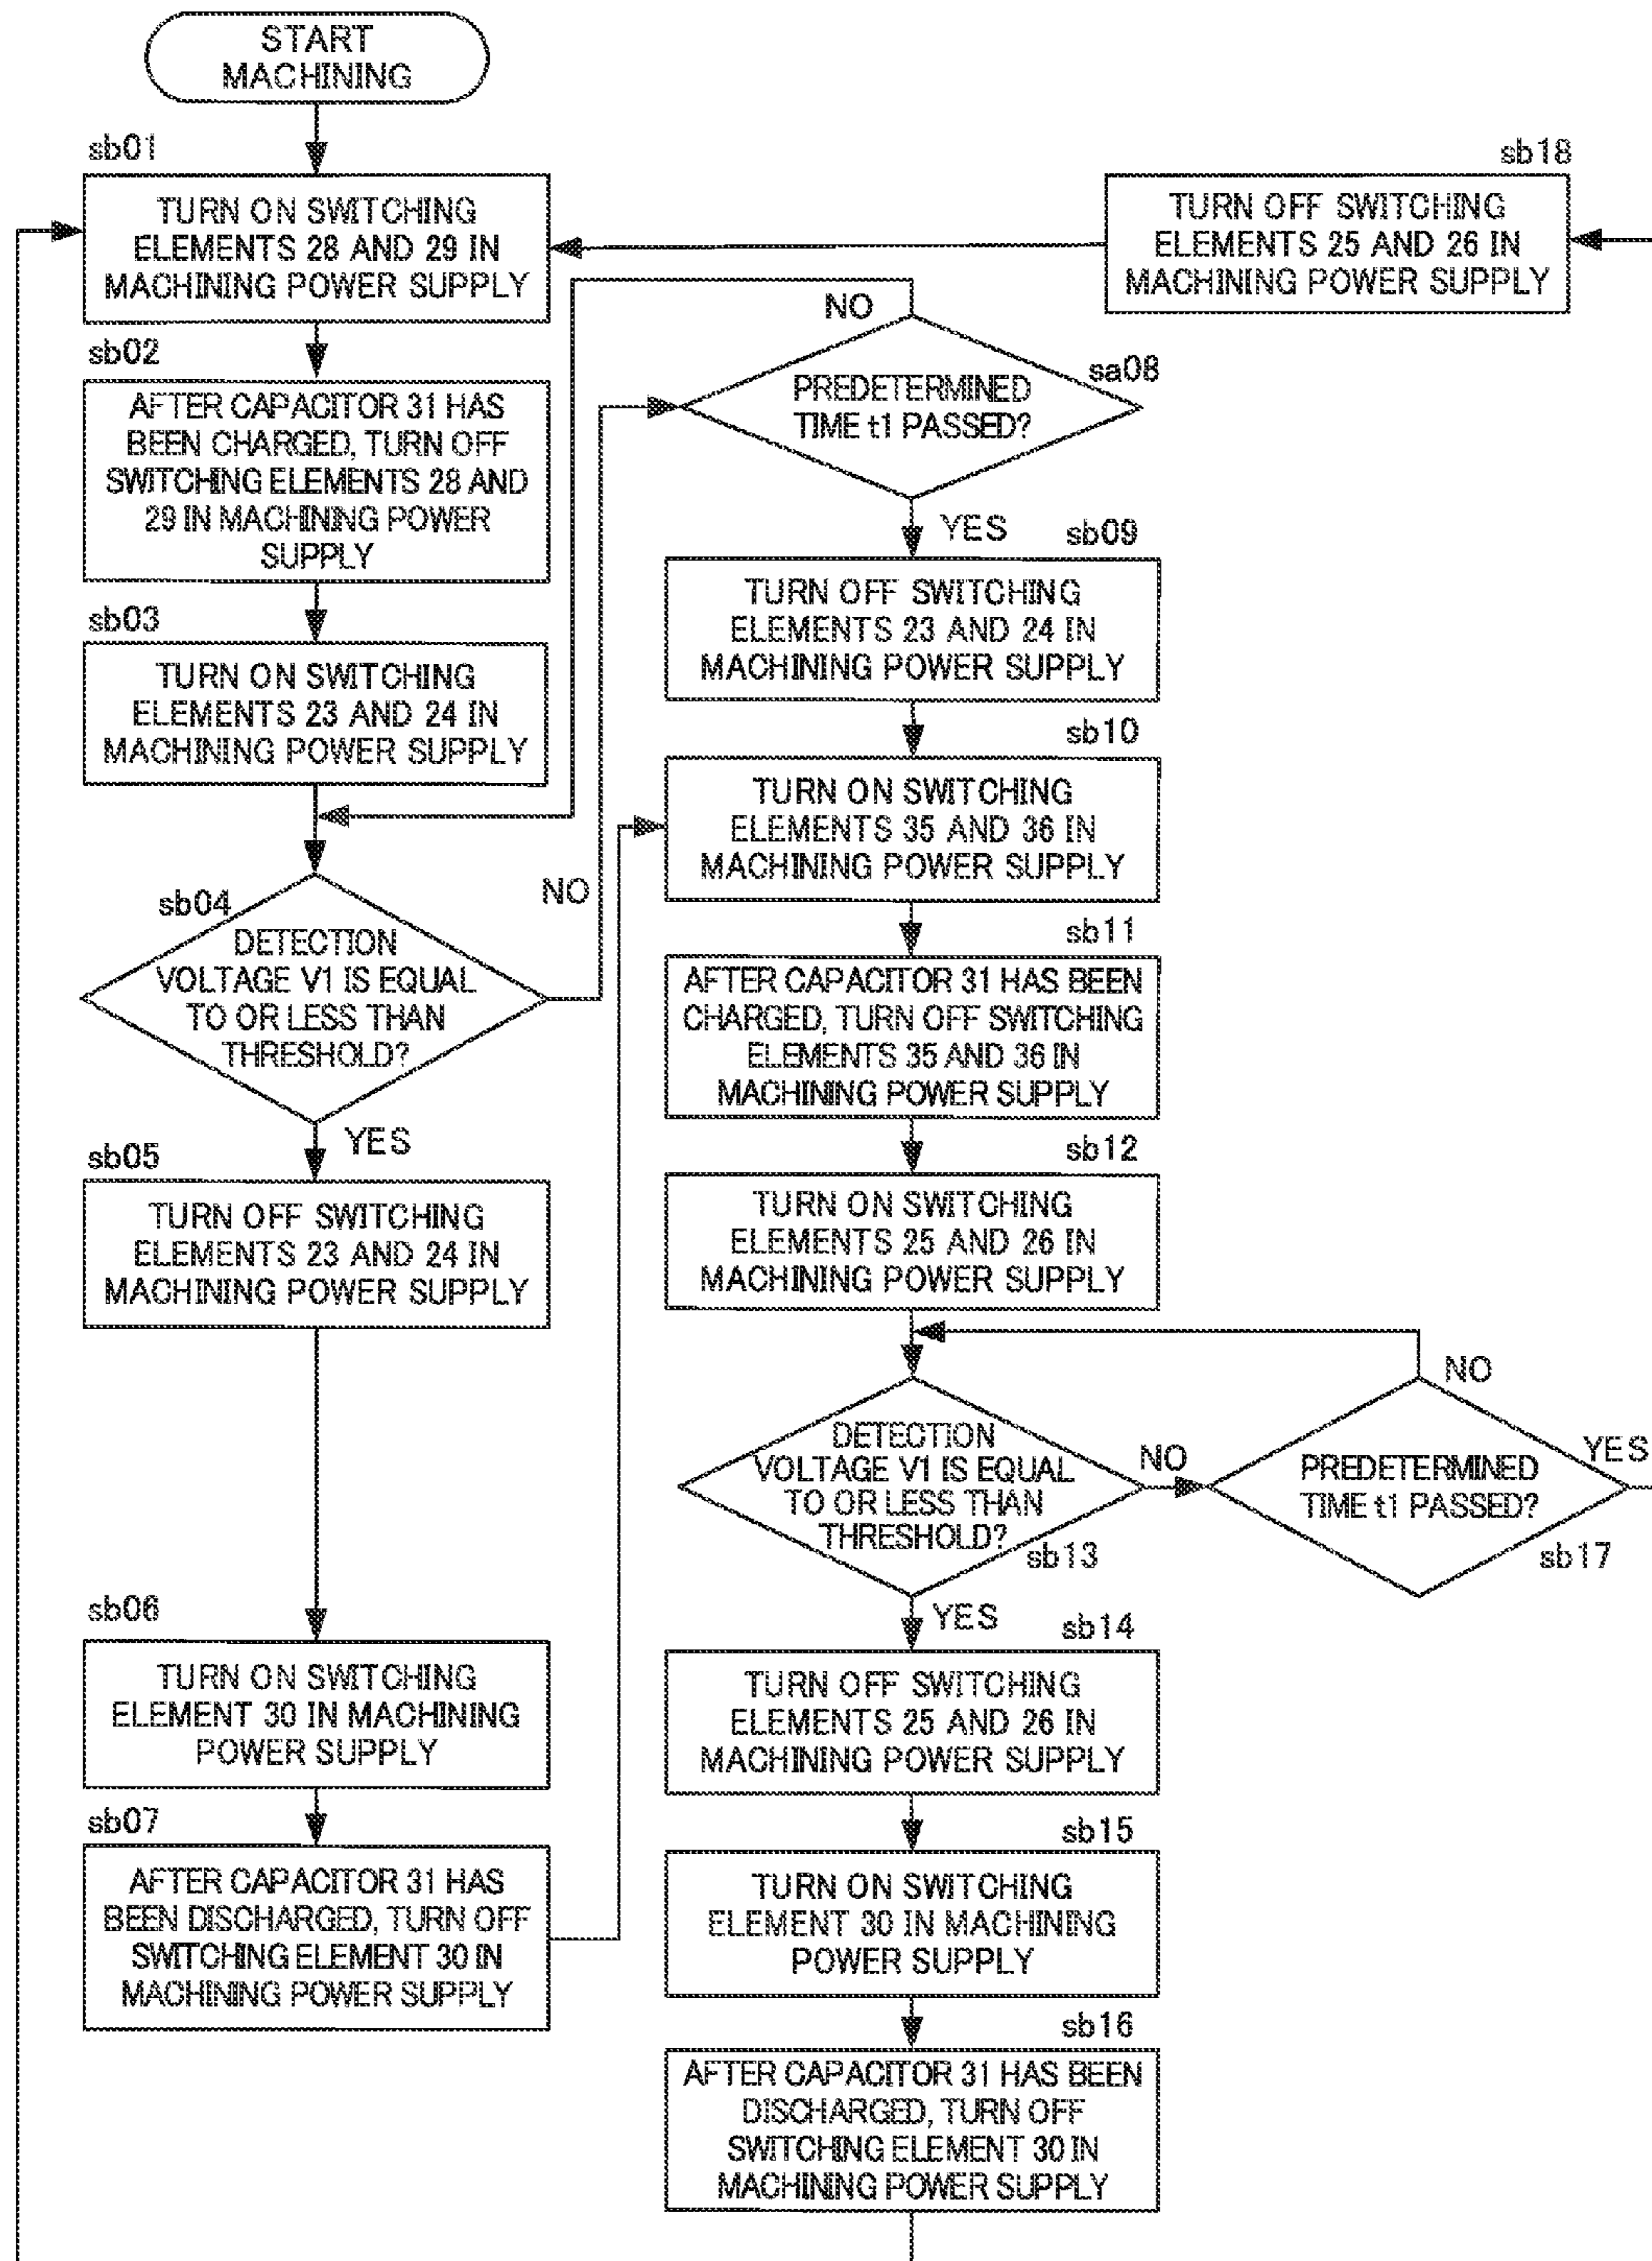 START
MACHINING
sb01
TURN ON SWITCHING
ELEMENTS 28 AND 29 IN
MACHINING POWER SUPPLY
sb02
AFTER CAPACITOR 31 HAS
BEEN CHARGED, TURN OFF
SWITCHING ELEMENTS 28 AND
29 IN MACHINING POWER
SUPPLY
sb03
TURN ON SWITCHING
ELEMENTS 23 AND 24 IN
MACHINING POWER SUPPLY
sb04
DETECTION
VOLTAGE V1 IS EQUAL
TO OR LESS THAN
THRESHOLD?
NO
YES
sb05
TURN OFF SWITCHING
ELEMENTS 23 AND 24 IN
MACHINING POWER SUPPLY
sb06
TURN ON SWITCHING
ELEMENT 30 IN MACHINING
POWER SUPPLY
sb07
AFTER CAPACITOR 31 HAS
BEEN DISCHARGED, TURN OFF
SWITCHING ELEMENT 30 IN
MACHINING POWER SUPPLY
NO
sa08
PREDETERMINED
TIME t1 PASSED?
YES
sb09
TURN OFF SWITCHING
ELEMENTS 23 AND 24 IN
MACHINING POWER SUPPLY
sb10
TURN ON SWITCHING
ELEMENTS 35 AND 36 IN
MACHINING POWER SUPPLY
sb11
AFTER CAPACITOR 31 HAS BEEN
CHARGED, TURN OFF SWITCHING
ELEMENTS 35 AND 36 IN
MACHINING POWER SUPPLY
sb12
TURN ON SWITCHING
ELEMENTS 25 AND 26 IN
MACHINING POWER SUPPLY
DETECTION
VOLTAGE V1 IS EQUAL
TO OR LESS THAN
THRESHOLD?
sb13
NO
YES
sb14
TURN OFF SWITCHING
ELEMENTS 25 AND 26 IN
MACHINING POWER SUPPLY
sb15
TURN ON SWITCHING
ELEMENT 30 IN MACHINING
POWER SUPPLY
sb16
AFTER CAPACITOR 31 HAS BEEN
DISCHARGED, TURN OFF
SWITCHING ELEMENT 30 IN
MACHINING POWER SUPPLY
NO
PREDETERMINED
TIME t1 PASSED?
YES
sb17
sb18
TURN OFF SWITCHING
ELEMENTS 25 AND 26 IN
MACHINING POWER SUPPLY